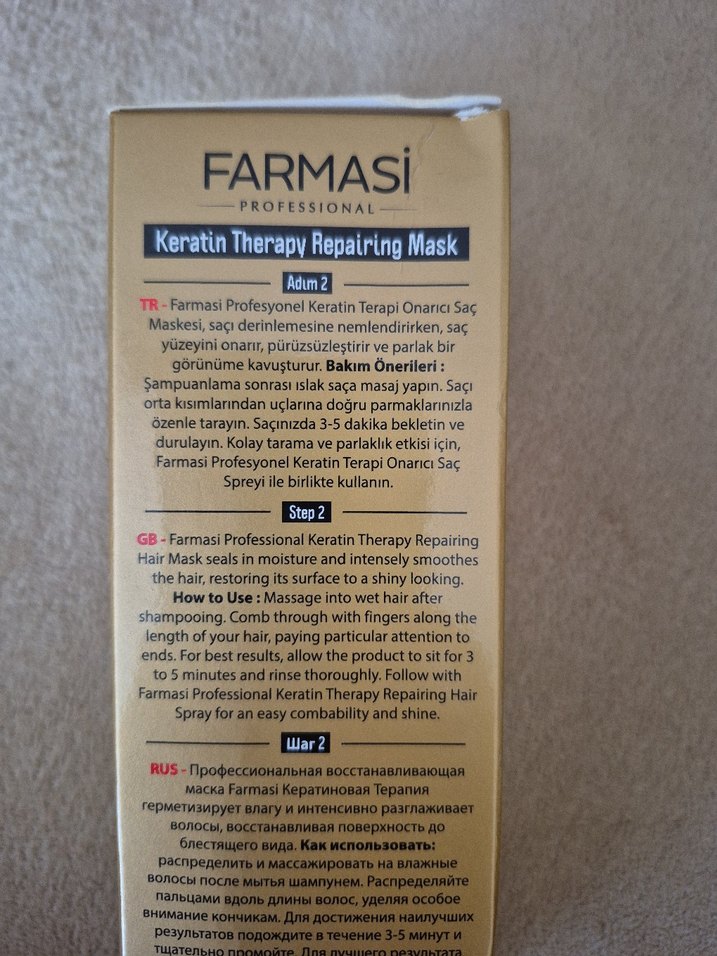 FARMASi
PROFESSIONAL
Keratin Therapy Repairing Mask
Adım 2
TR - Farmasi Profesyonel Keratin Terapi Onarıcı Saç
Maskesi, saçı derinlemesine nemlendirirken, saç
yüzeyini onarır, pürüzsüzleştirir ve parlak bir
görünüme kavuşturur. Bakım Önerileri :
Şampuanlama sonrası ıslak saça masaj yapın. Saçı
orta kısımlarından uçlarına doğru parmaklarınızla
özenle tarayın. Saçınızda 3-5 dakika bekletin ve
durulayın. Kolay tarama ve parlaklık etkisi için,
Farmasi Profesyonel Keratin Terapi Onarıcı Saç
Spreyi ile birlikte kullanın.
Step 2
GB - Farmasi Professional Keratin Therapy Repairing
Hair Mask seals in moisture and intensely smoothes
the hair, restoring its surface to a shiny looking.
How to Use : Massage into wet hair after
shampooing. Comb through with fingers along the
length of your hair, paying particular attention to
ends. For best results, allow the product to sit for 3
to 5 minutes and rinse thoroughly. Follow with
Farmasi Professional Keratin Therapy Repairing Hair
Spray for an easy combability and shine.
Шаг 2
RUS - Профессиональная восстанавливающая
маска Farmasi Кератиновая Терапия
герметизирует влагу и интенсивно разглаживает
волосы, восстанавливая поверхность до
блестящего вида. Как использовать:
распределить и массажировать на влажные
волосы после мытья шампунем. Распределяйте
пальцами вдоль длины волос, уделяя особое
внимание кончикам. Для достижения наилучших
результатов подождите в течение 3-5 минут и
тщательно промойте. Для лучшего результата